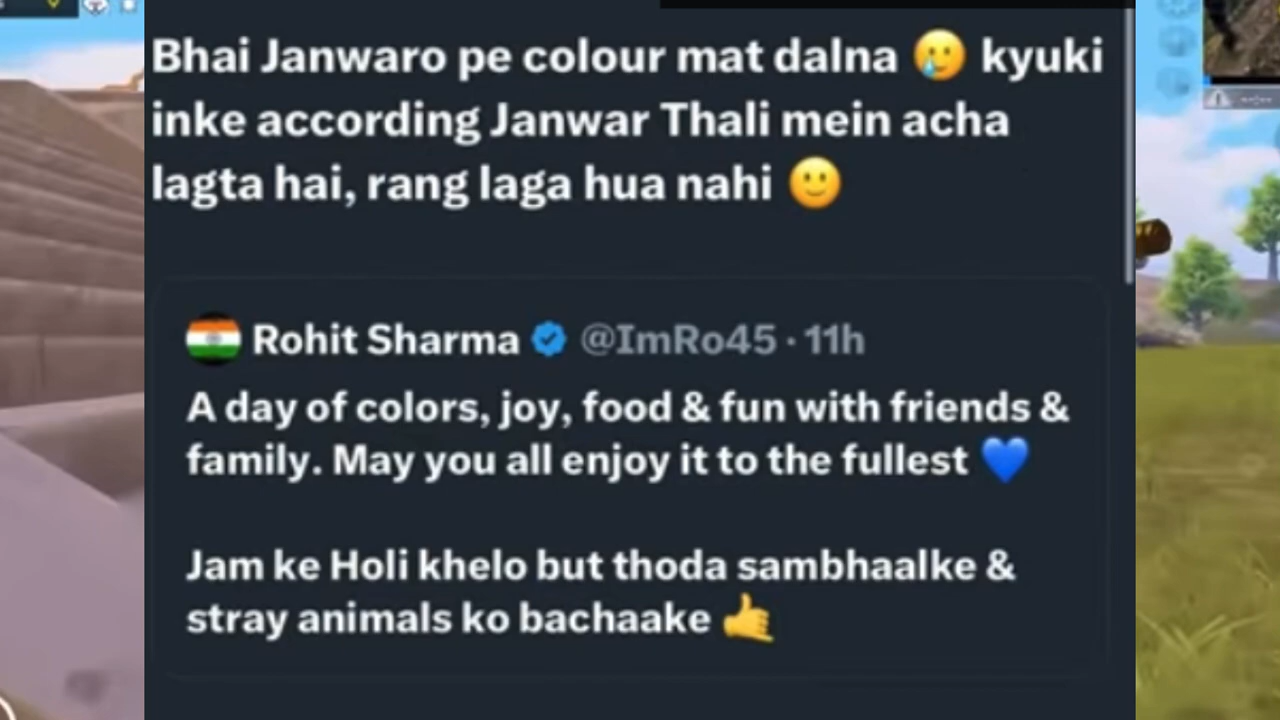 Bhai Janwaro pe colour mat dalna 🥲 kyuki
inke according Janwar Thali mein acha
lagta hai, rang laga hua nahi 🙂
Rohit Sharma @ImRo45 · 11h
A day of colors, joy, food & fun with friends &
family. May you all enjoy it to the fullest 💙
Jam ke Holi khelo but thoda sambhaalke &
stray animals ko bachaake 🤙